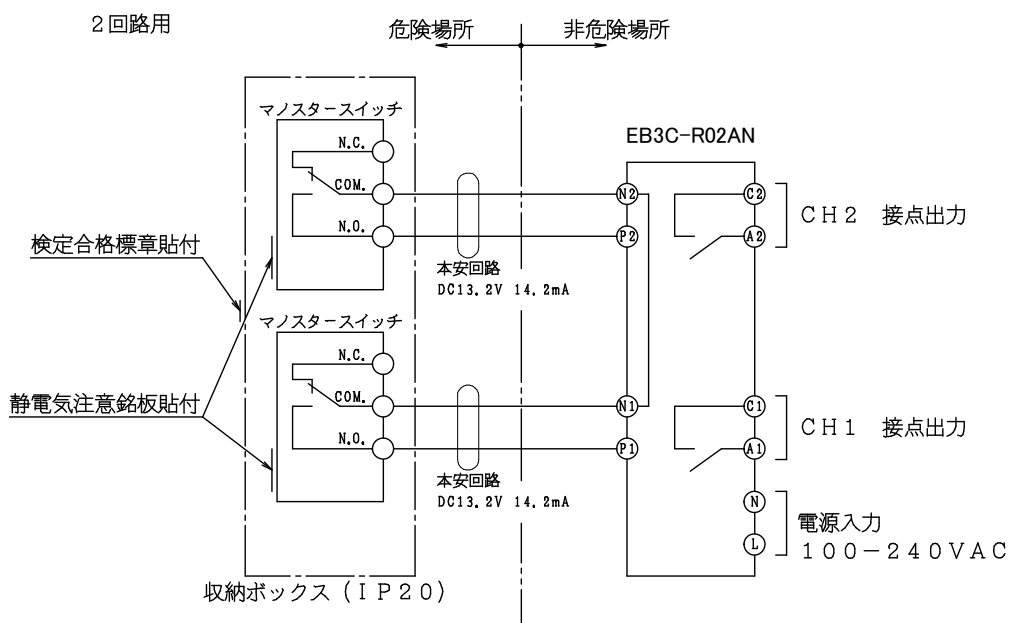 ２回路用
危険場所
非危険場所
マノスタースイッチ
N.C.
COM.
N.O.
本安回路
DC13.2V 14.2mA
EB3C-R02AN
N2
P2
C2
A2
ＣＨ２　接点出力
検定合格標章貼付
静電気注意銘板貼付
マノスタースイッチ
N.C.
COM.
N.O.
本安回路
DC13.2V 14.2mA
N1
P1
C1
A1
ＣＨ１　接点出力
N
L
電源入力
１００－２４０ＶＡＣ
収納ボックス（ＩＰ２０）